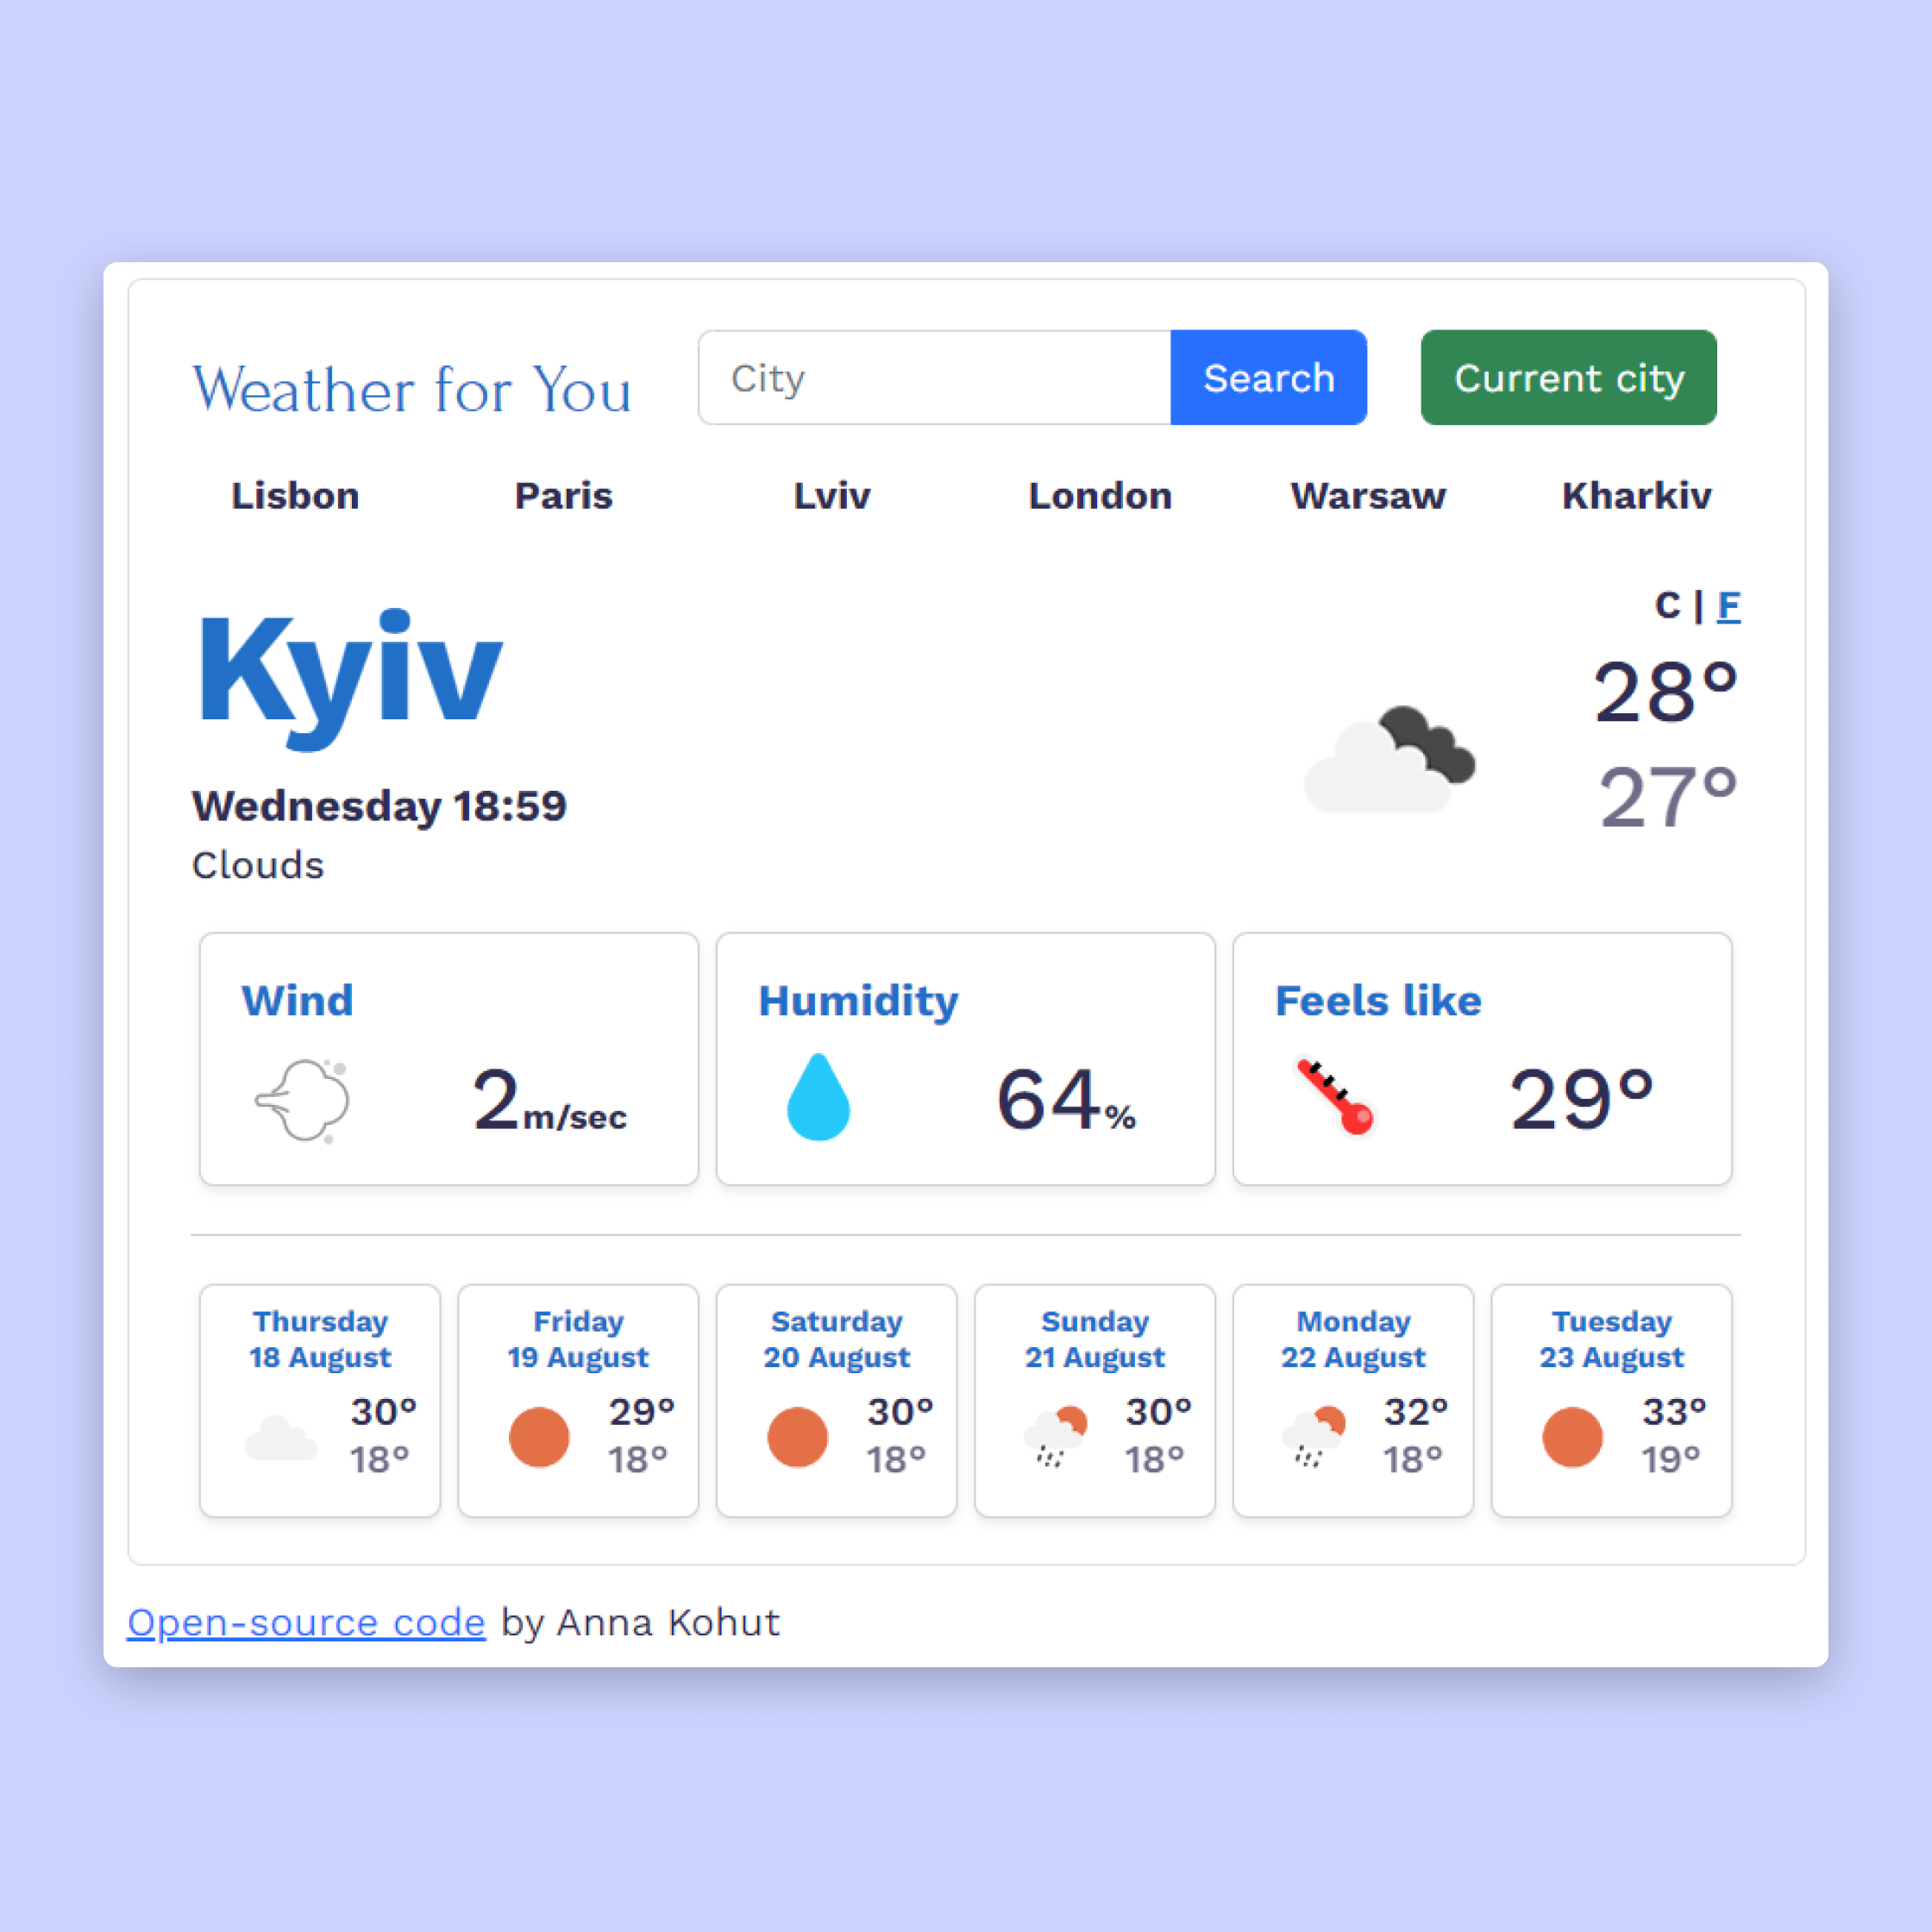 Weather for You
City
Search
Current city
Lisbon Paris Lviv London Warsaw Kharkiv
C | F
Kyiv
28°
27°
Wednesday 18:59
Clouds
Wind
2m/sec
Humidity
64%
Feels like
29°
Thursday
18 August
30°
18°
Friday
19 August
29°
18°
Saturday
20 August
30°
18°
Sunday
21 August
30°
18°
Monday
22 August
32°
18°
Tuesday
23 August
33°
19°
Open-source code by Anna Kohut